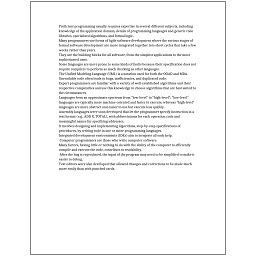 Proficient programming usually requires expertise in several different subjects, including
knowledge of the application domain, details of programming languages and generic code
libraries, specialized algorithms, and formal logic.
Many programmers use forms of Agile software development where the various stages of
formal software development are more integrated together into short cycles that take a few
weeks rather than years.
They are the building blocks for all software, from the simplest applications to the most
sophisticated ones.
Some languages are more prone to some kinds of faults because their specification does not
require compilers to perform as much checking as other languages.
The Unified Modeling Language (UML) is a notation used for both the OOAD and MDA.
Unreadable code often leads to bugs, inefficiencies, and duplicated code.
Expert programmers are familiar with a variety of well-established algorithms and their
respective complexities and use this knowledge to choose algorithms that are best suited to
the circumstances.
Languages form an approximate spectrum from "low-level" to "high-level"; "low-level"
languages are typically more machine-oriented and faster to execute, whereas "high-level"
languages are more abstract and easier to use but execute less quickly.
Assembly languages were soon developed that let the programmer specify instruction in a
text format (e.g., ADD X, TOTAL), with abbreviations for each operation code and
meaningful names for specifying addresses.
It involves designing and implementing algorithms, step-by-step specifications of
procedures, by writing code in one or more programming languages.
Integrated development environments (IDEs) aim to integrate all such help.
Computer programmers are those who write computer software.
Many factors, having little or nothing to do with the ability of the computer to efficiently
compile and execute the code, contribute to readability.
After the bug is reproduced, the input of the program may need to be simplified to make it
easier to debug.
Text editors were also developed that allowed changes and corrections to be made much
more easily than with punched cards.